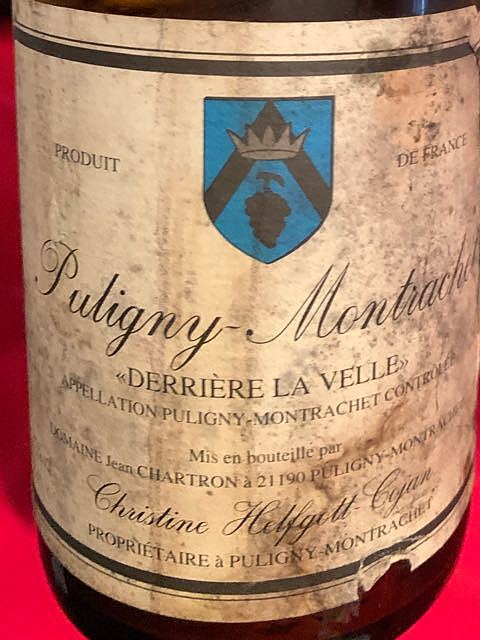 PRODUIT
DE FRANCE
Puligny-Montrachet
«DERRIÈRE LA VELLE»
APPELLATION PULIGNY-MONTRACHET CONTROLÉE
Mis en bouteille par
DOMAINE Jean CHARTRON à 21190 PULIGNY-MONTRACHET
Christine Helfgott-Cojan
PROPRIÉTAIRE à PULIGNY-MONTRACHET